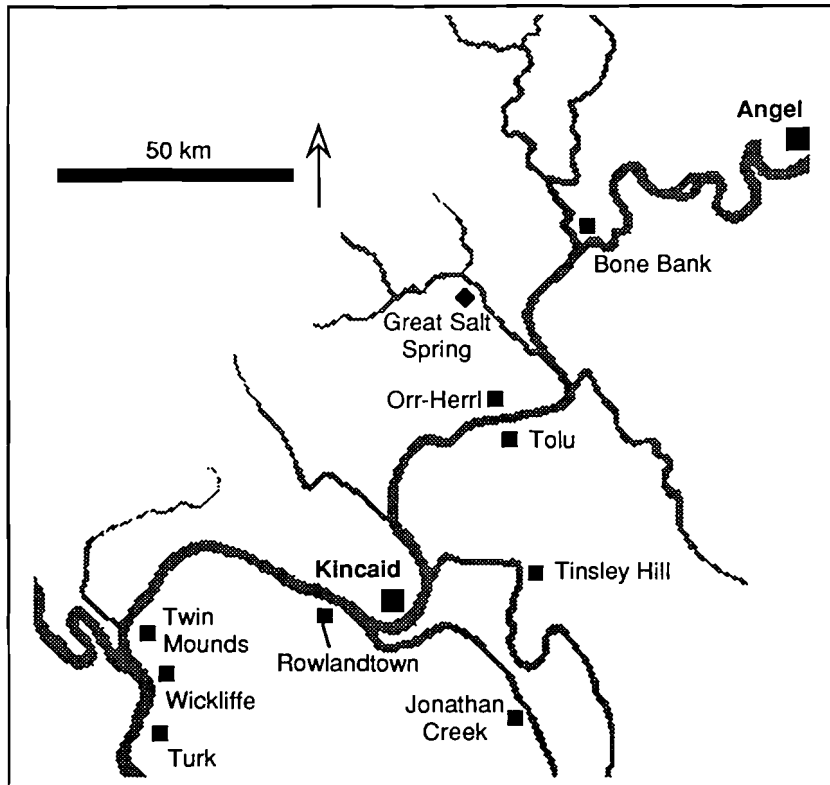 Angel
50 km
Bone Bank
Great Salt
Spring
Orr-Herrl
Tolu
Kincaid
Tinsley Hill
Twin
Mounds
Rowlandtown
Wickliffe
Jonathan
Creek
Turk